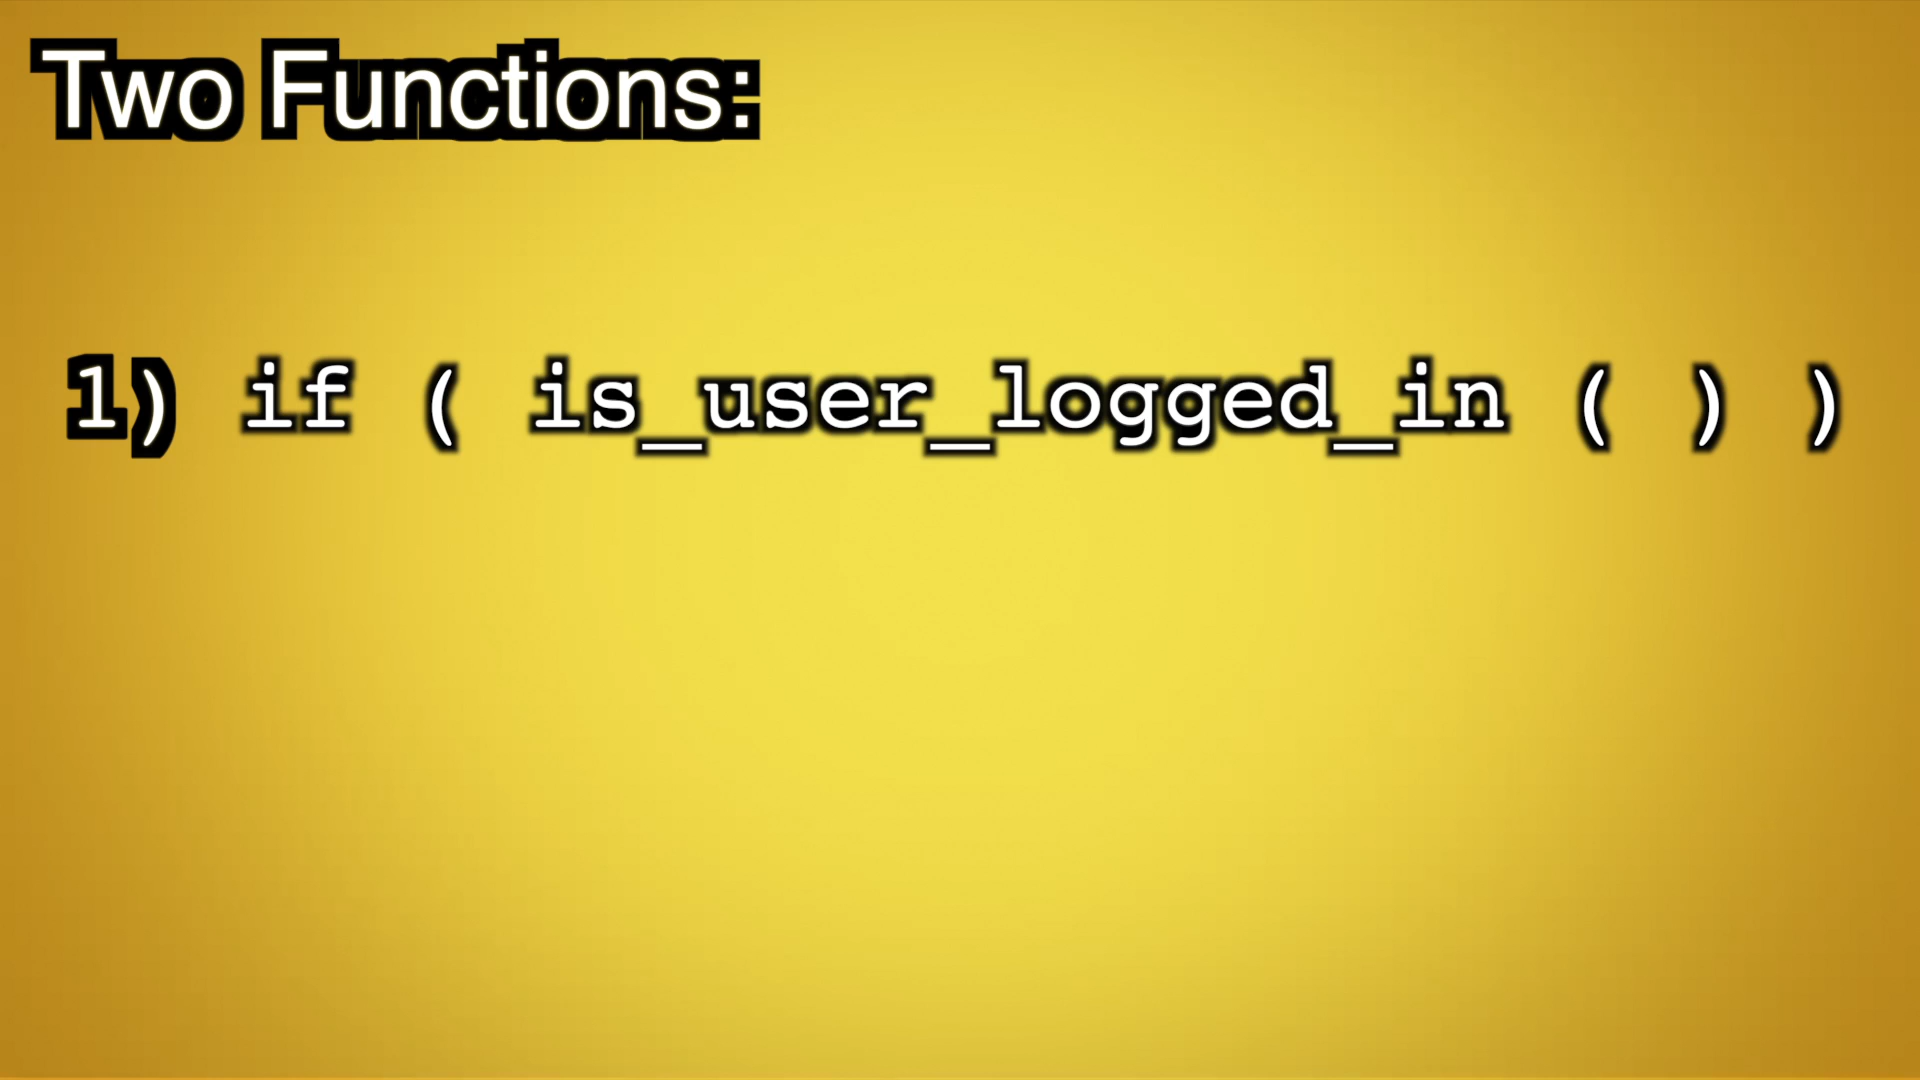 Two Functions:
1) if ( is_user_logged_in ( ) )